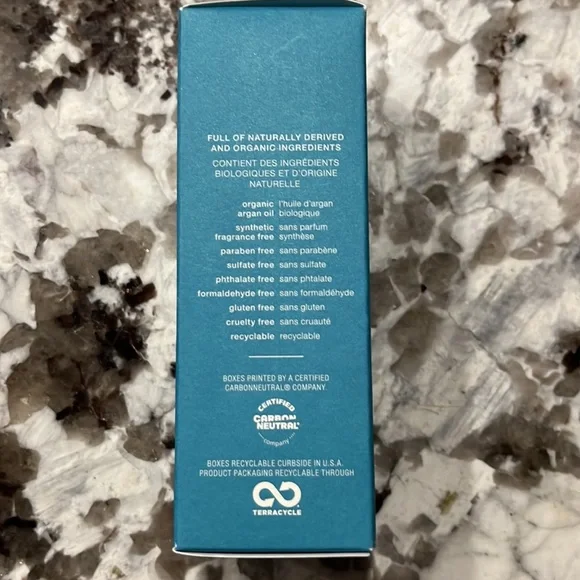 FULL OF NATURALLY DERIVED
AND ORGANIC INGREDIENTS
CONTIENT DES INGRÉDIENTS
BIOLOGIQUES ET D'ORIGINE
NATURELLE
organic l'huile d'argan
argan oil biologique
synthetic sans parfum
fragrance free synthèse
paraben free sans parabène
sulfate free sans sulfate
phthalate free sans phtalate
formaldehyde free sans formaldéhyde
gluten free sans gluten
cruelty free sans cruauté
recyclable recyclable
BOXES PRINTED BY A CERTIFIED
CARBONNEUTRAL® COMPANY.
CERTIFIED
CARBON
NEUTRAL®
company
BOXES RECYCLABLE CURBSIDE IN U.S.A.
PRODUCT PACKAGING RECYCLABLE THROUGH
TERRACYCLE